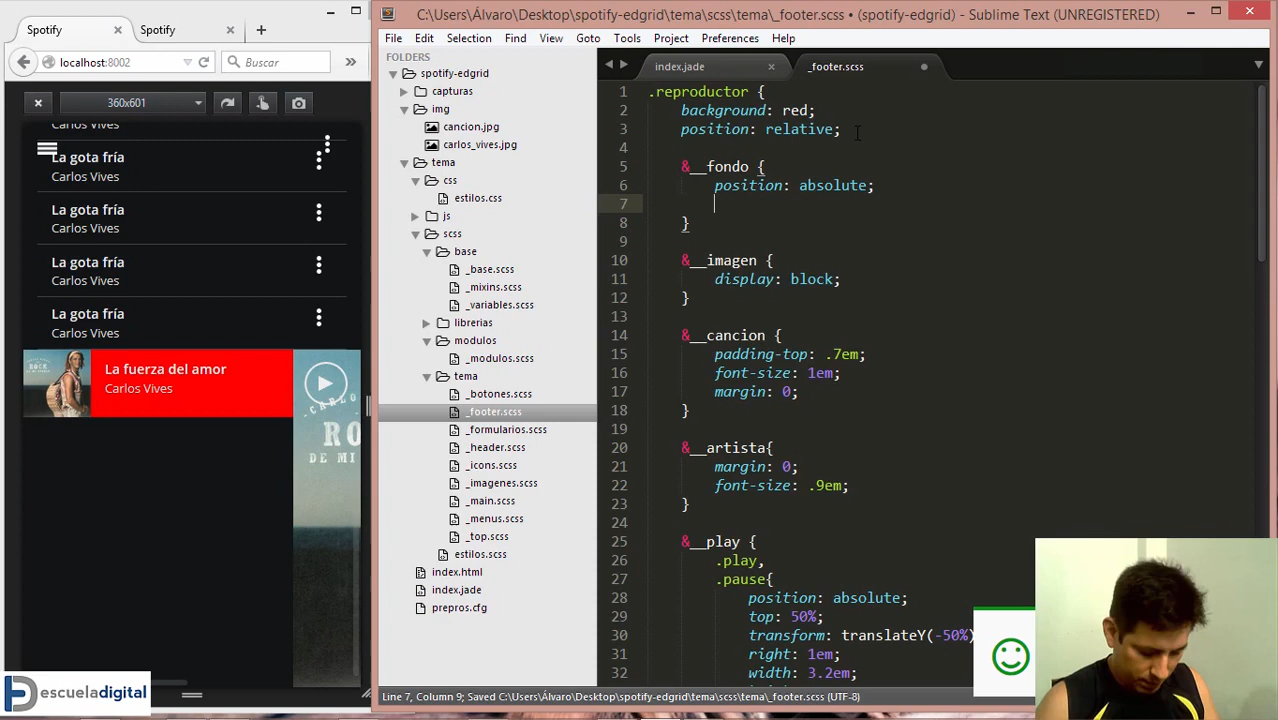 C:\Users\Álvaro\Desktop\spotify-edgrid\tema\scss\tema\_footer.scss • (spotify-edgrid) - Sublime Text (UNREGISTERED)
Spotify
Spotify
File Edit Selection Find View Goto Tools Project Preferences Help
localhost:8002
Buscar
360x601
FOLDERS
spotify-edgrid
capturas
img
cancion.jpg
carlos_vives.jpg
tema
css
estilos.css
js
scss
base
_base.scss
_mixins.scss
_variables.scss
librerias
modulos
_modulos.scss
tema
_botones.scss
_footer.scss
_formularios.scss
_header.scss
_icons.scss
_imagenes.scss
_main.scss
_menus.scss
_top.scss
estilos.scss
index.html
index.jade
prepros.cfg
index.jade
_footer.scss
1 .reproductor {
2 background: red;
3 position: relative;
4
5 &__fondo {
6 position: absolute;
7
8 }
9
10 &__imagen {
11 display: block;
12 }
13
14 &__cancion {
15 padding-top: .7em;
16 font-size: 1em;
17 margin: 0;
18 }
19
20 &__artista{
21 margin: 0;
22 font-size: .9em;
23 }
24
25 &__play {
26 .play,
27 .pause{
28 position: absolute;
29 top: 50%;
30 transform: translateY(-50%)
31 right: 1em;
32 width: 3.2em;
Carlos Vives
La gota fría
Carlos Vives
La gota fría
Carlos Vives
La gota fría
Carlos Vives
La gota fría
Carlos Vives
La fuerza del amor
Carlos Vives
DE MI
escueladigital
Line 7, Column 9; Saved C:\Users\Álvaro\Desktop\spotify-edgrid\tema\scss\tema\_footer.scss (UTF-8)